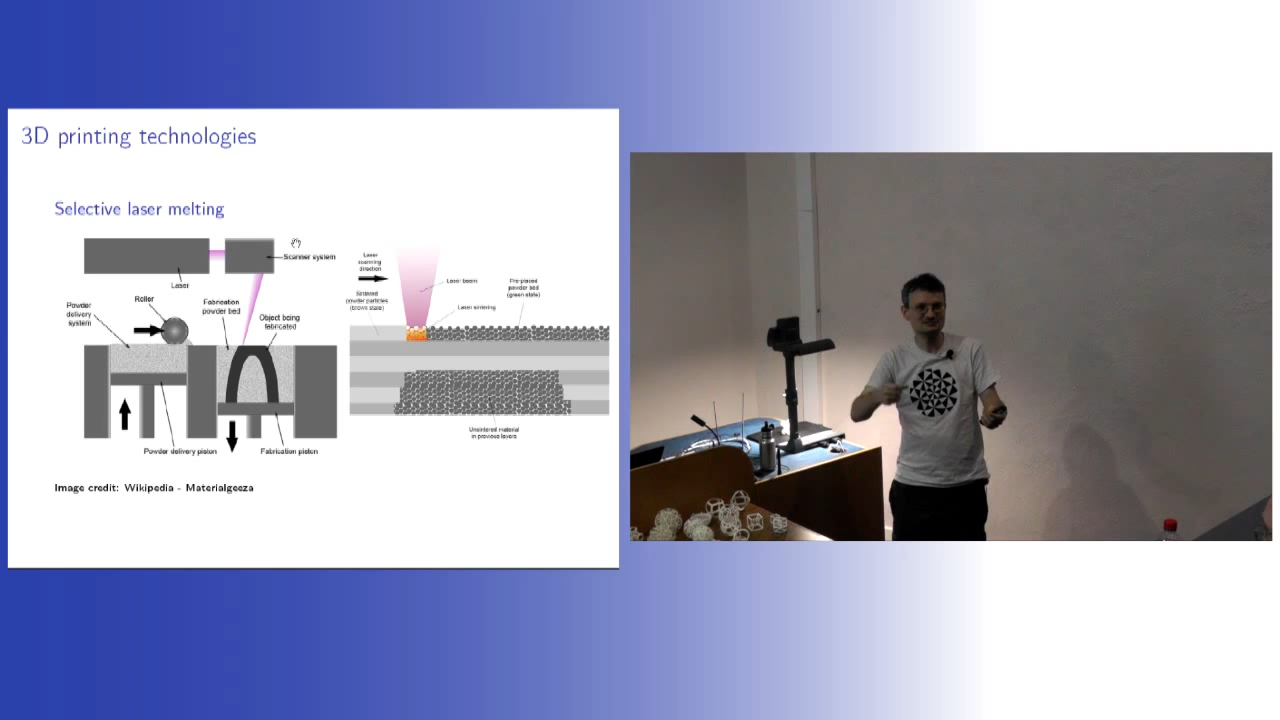 3D printing technologies
Selective laser melting
Scanner system
Laser
Powder
delivery
system
Roller
Fabrication
powder bed
Object being
fabricated
Powder delivery piston
Fabrication piston
Laser
scanning
direction
Sintered
powder particles
(brown state)
Laser beam
Laser sintering
Pre-placed
powder bed
(green state)
Unsintered material
in previous layers
Image credit: Wikipedia - Materialgeeza